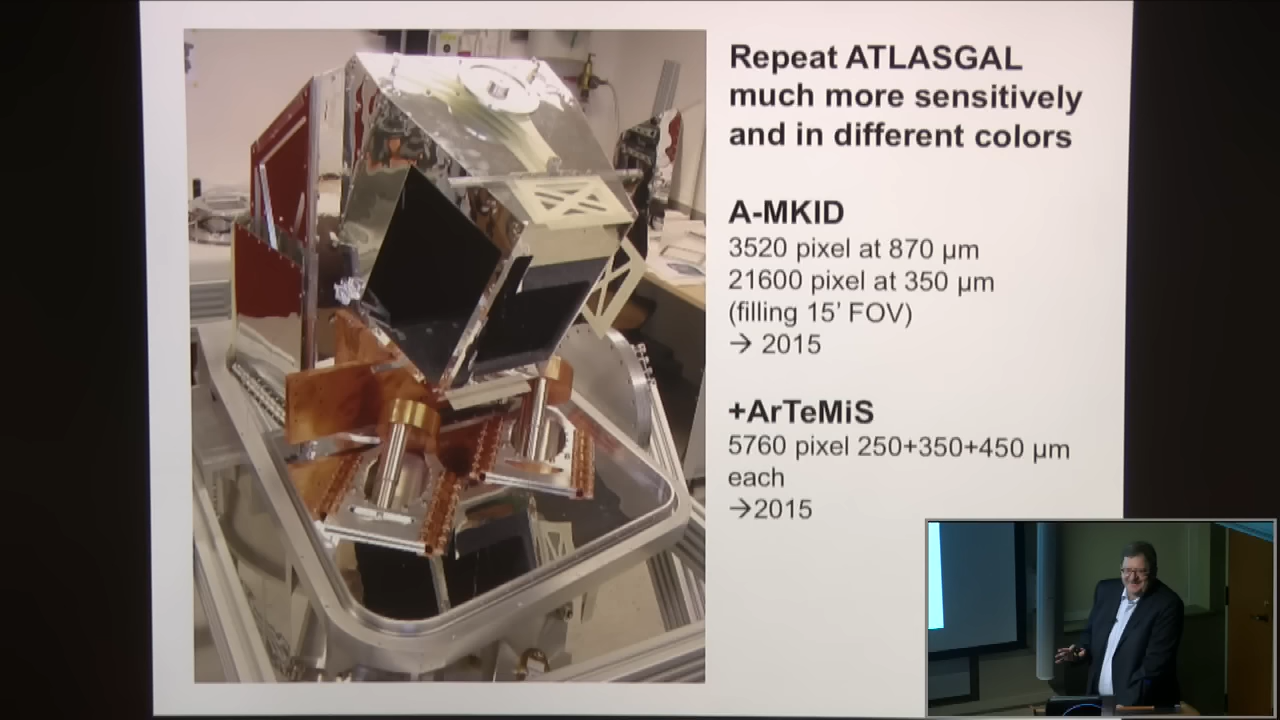 Repeat ATLASGAL
much more sensitively
and in different colors
A-MKID
3520 pixel at 870 µm
21600 pixel at 350 µm
(filling 15’ FOV)
→ 2015
+ArTeMiS
5760 pixel 250+350+450 µm
each
→2015